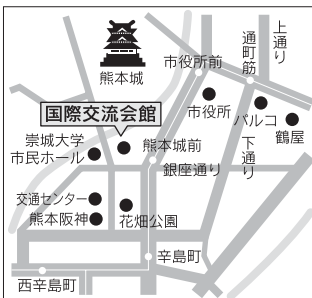 熊本城
市役所前
通町筋
上通り
国際交流会館
市役所
パルコ
鶴屋
崇城大学
市民ホール
熊本城前
銀座通り
下通り
交通センター
熊本阪神
花畑公園
辛島町
西辛島町